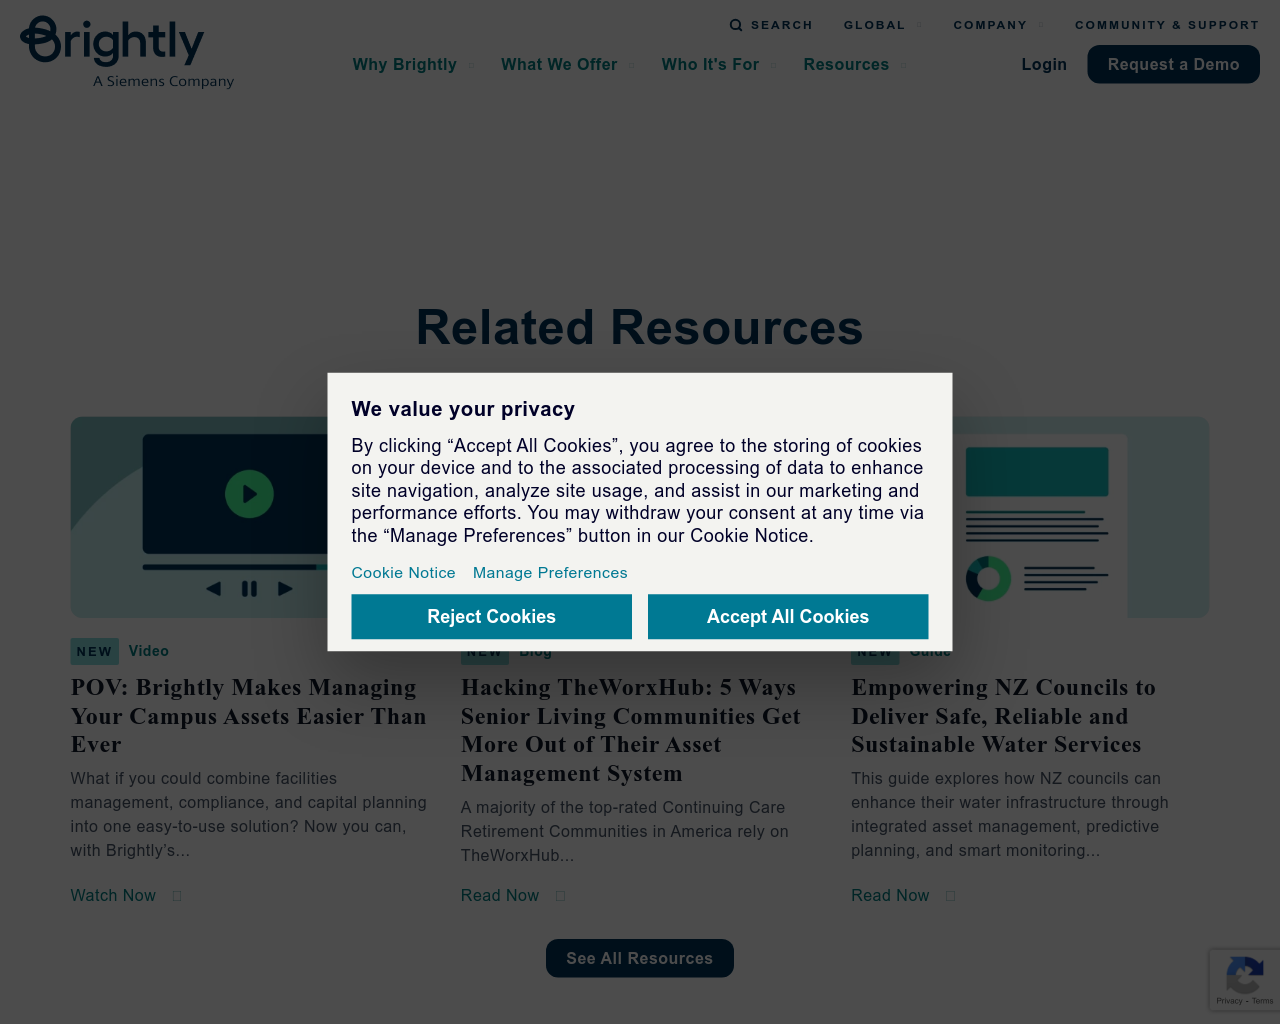 Brightly
A Siemens Company
SEARCH GLOBAL COMPANY COMMUNITY & SUPPORT
Why Brightly What We Offer Who It's For Resources Login Request a Demo
Related Resources
We value your privacy
By clicking “Accept All Cookies”, you agree to the storing of cookies
on your device and to the associated processing of data to enhance
site navigation, analyze site usage, and assist in our marketing and
performance efforts. You may withdraw your consent at any time via
the “Manage Preferences” button in our Cookie Notice.
Cookie Notice Manage Preferences
Reject Cookies Accept All Cookies
NEW Video
POV: Brightly Makes Managing
Your Campus Assets Easier Than
Ever
What if you could combine facilities
management, compliance, and capital planning
into one easy-to-use solution? Now you can,
with Brightly’s...
Watch Now
NEW Blog
Hacking TheWorxHub: 5 Ways
Senior Living Communities Get
More Out of Their Asset
Management System
A majority of the top-rated Continuing Care
Retirement Communities in America rely on
TheWorxHub...
Read Now
NEW Guide
Empowering NZ Councils to
Deliver Safe, Reliable and
Sustainable Water Services
This guide explores how NZ councils can
enhance their water infrastructure through
integrated asset management, predictive
planning, and smart monitoring...
Read Now
See All Resources
Privacy - Terms